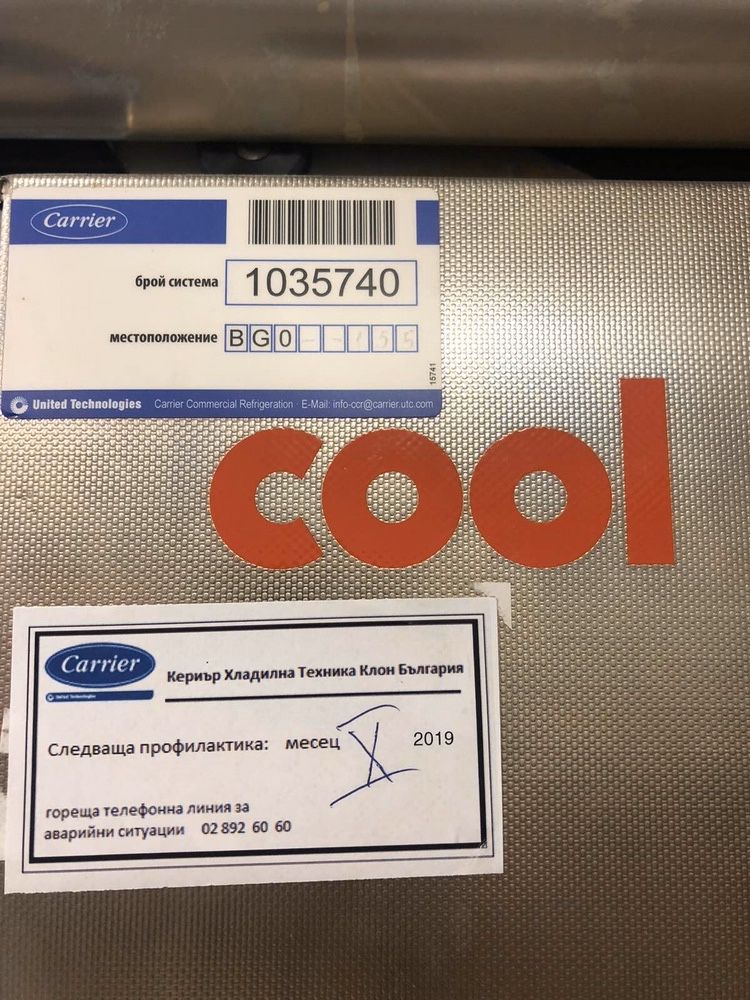 Carrier
брой система 1035740
местоположение BG0--155
15741
United Technologies Carrier Commercial Refrigeration · E-Mail: info-ccr@carrier.utc.com
cool
Carrier
United Technologies
Кериър Хладилна Техника Клон България
Следваща профилактика: месец X 2019
гореща телефонна линия за
аварийни ситуации 02 892 60 60